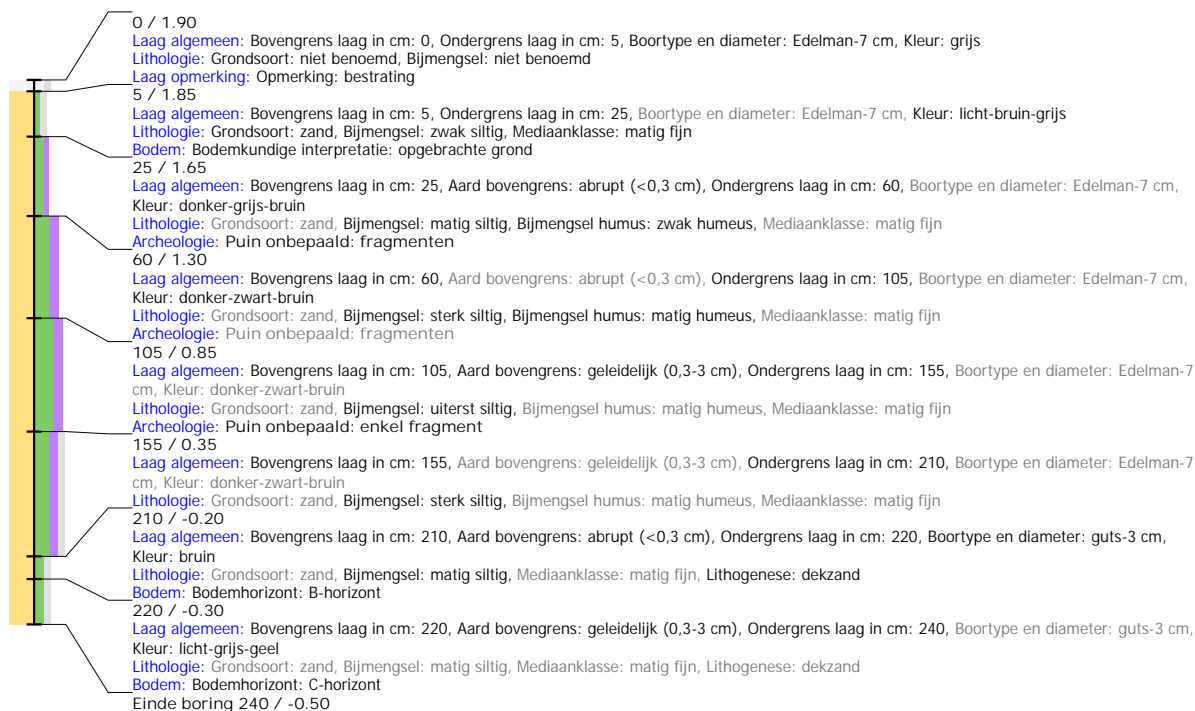 0 / 1.90
Laag algemeen: Bovengrens laag in cm: 0, Ondergrens laag in cm: 5, Boortype en diameter: Edelman-7 cm, Kleur: grijs
Lithologie: Grondsoort: niet benoemd, Bijmengsel: niet benoemd
Laag opmerking: Opmerking: bestrating
5 / 1.85
Laag algemeen: Bovengrens laag in cm: 5, Ondergrens laag in cm: 25, Boortype en diameter: Edelman-7 cm, Kleur: licht-bruin-grijs
Lithologie: Grondsoort: zand, Bijmengsel: zwak siltig, Mediaanklasse: matig fijn
Bodem: Bodemkundige interpretatie: opgebrachte grond
25 / 1.65
Laag algemeen: Bovengrens laag in cm: 25, Aard bovengrens: abrupt (<0,3 cm), Ondergrens laag in cm: 60, Boortype en diameter: Edelman-7 cm,
Kleur: donker-grijs-bruin
Lithologie: Grondsoort: zand, Bijmengsel: matig siltig, Bijmengsel humus: zwak humeus, Mediaanklasse: matig fijn
Archeologie: Puin onbepaald: fragmenten
60 / 1.30
Laag algemeen: Bovengrens laag in cm: 60, Aard bovengrens: abrupt (<0,3 cm), Ondergrens laag in cm: 105, Boortype en diameter: Edelman-7 cm,
Kleur: donker-zwart-bruin
Lithologie: Grondsoort: zand, Bijmengsel: sterk siltig, Bijmengsel humus: matig humeus, Mediaanklasse: matig fijn
Archeologie: Puin onbepaald: fragmenten
105 / 0.85
Laag algemeen: Bovengrens laag in cm: 105, Aard bovengrens: geleidelijk (0,3-3 cm), Ondergrens laag in cm: 155, Boortype en diameter: Edelman-7
cm, Kleur: donker-zwart-bruin
Lithologie: Grondsoort: zand, Bijmengsel: uiterst siltig, Bijmengsel humus: matig humeus, Mediaanklasse: matig fijn
Archeologie: Puin onbepaald: enkel fragment
155 / 0.35
Laag algemeen: Bovengrens laag in cm: 155, Aard bovengrens: geleidelijk (0,3-3 cm), Ondergrens laag in cm: 210, Boortype en diameter: Edelman-7
cm, Kleur: donker-zwart-bruin
Lithologie: Grondsoort: zand, Bijmengsel: sterk siltig, Bijmengsel humus: matig humeus, Mediaanklasse: matig fijn
210 / -0.20
Laag algemeen: Bovengrens laag in cm: 210, Aard bovengrens: abrupt (<0,3 cm), Ondergrens laag in cm: 220, Boortype en diameter: guts-3 cm,
Kleur: bruin
Lithologie: Grondsoort: zand, Bijmengsel: matig siltig, Mediaanklasse: matig fijn, Lithogenese: dekzand
Bodem: Bodemhorizont: B-horizont
220 / -0.30
Laag algemeen: Bovengrens laag in cm: 220, Aard bovengrens: geleidelijk (0,3-3 cm), Ondergrens laag in cm: 240, Boortype en diameter: guts-3 cm,
Kleur: licht-grijs-geel
Lithologie: Grondsoort: zand, Bijmengsel: matig siltig, Mediaanklasse: matig fijn, Lithogenese: dekzand
Bodem: Bodemhorizont: C-horizont
Einde boring 240 / -0.50